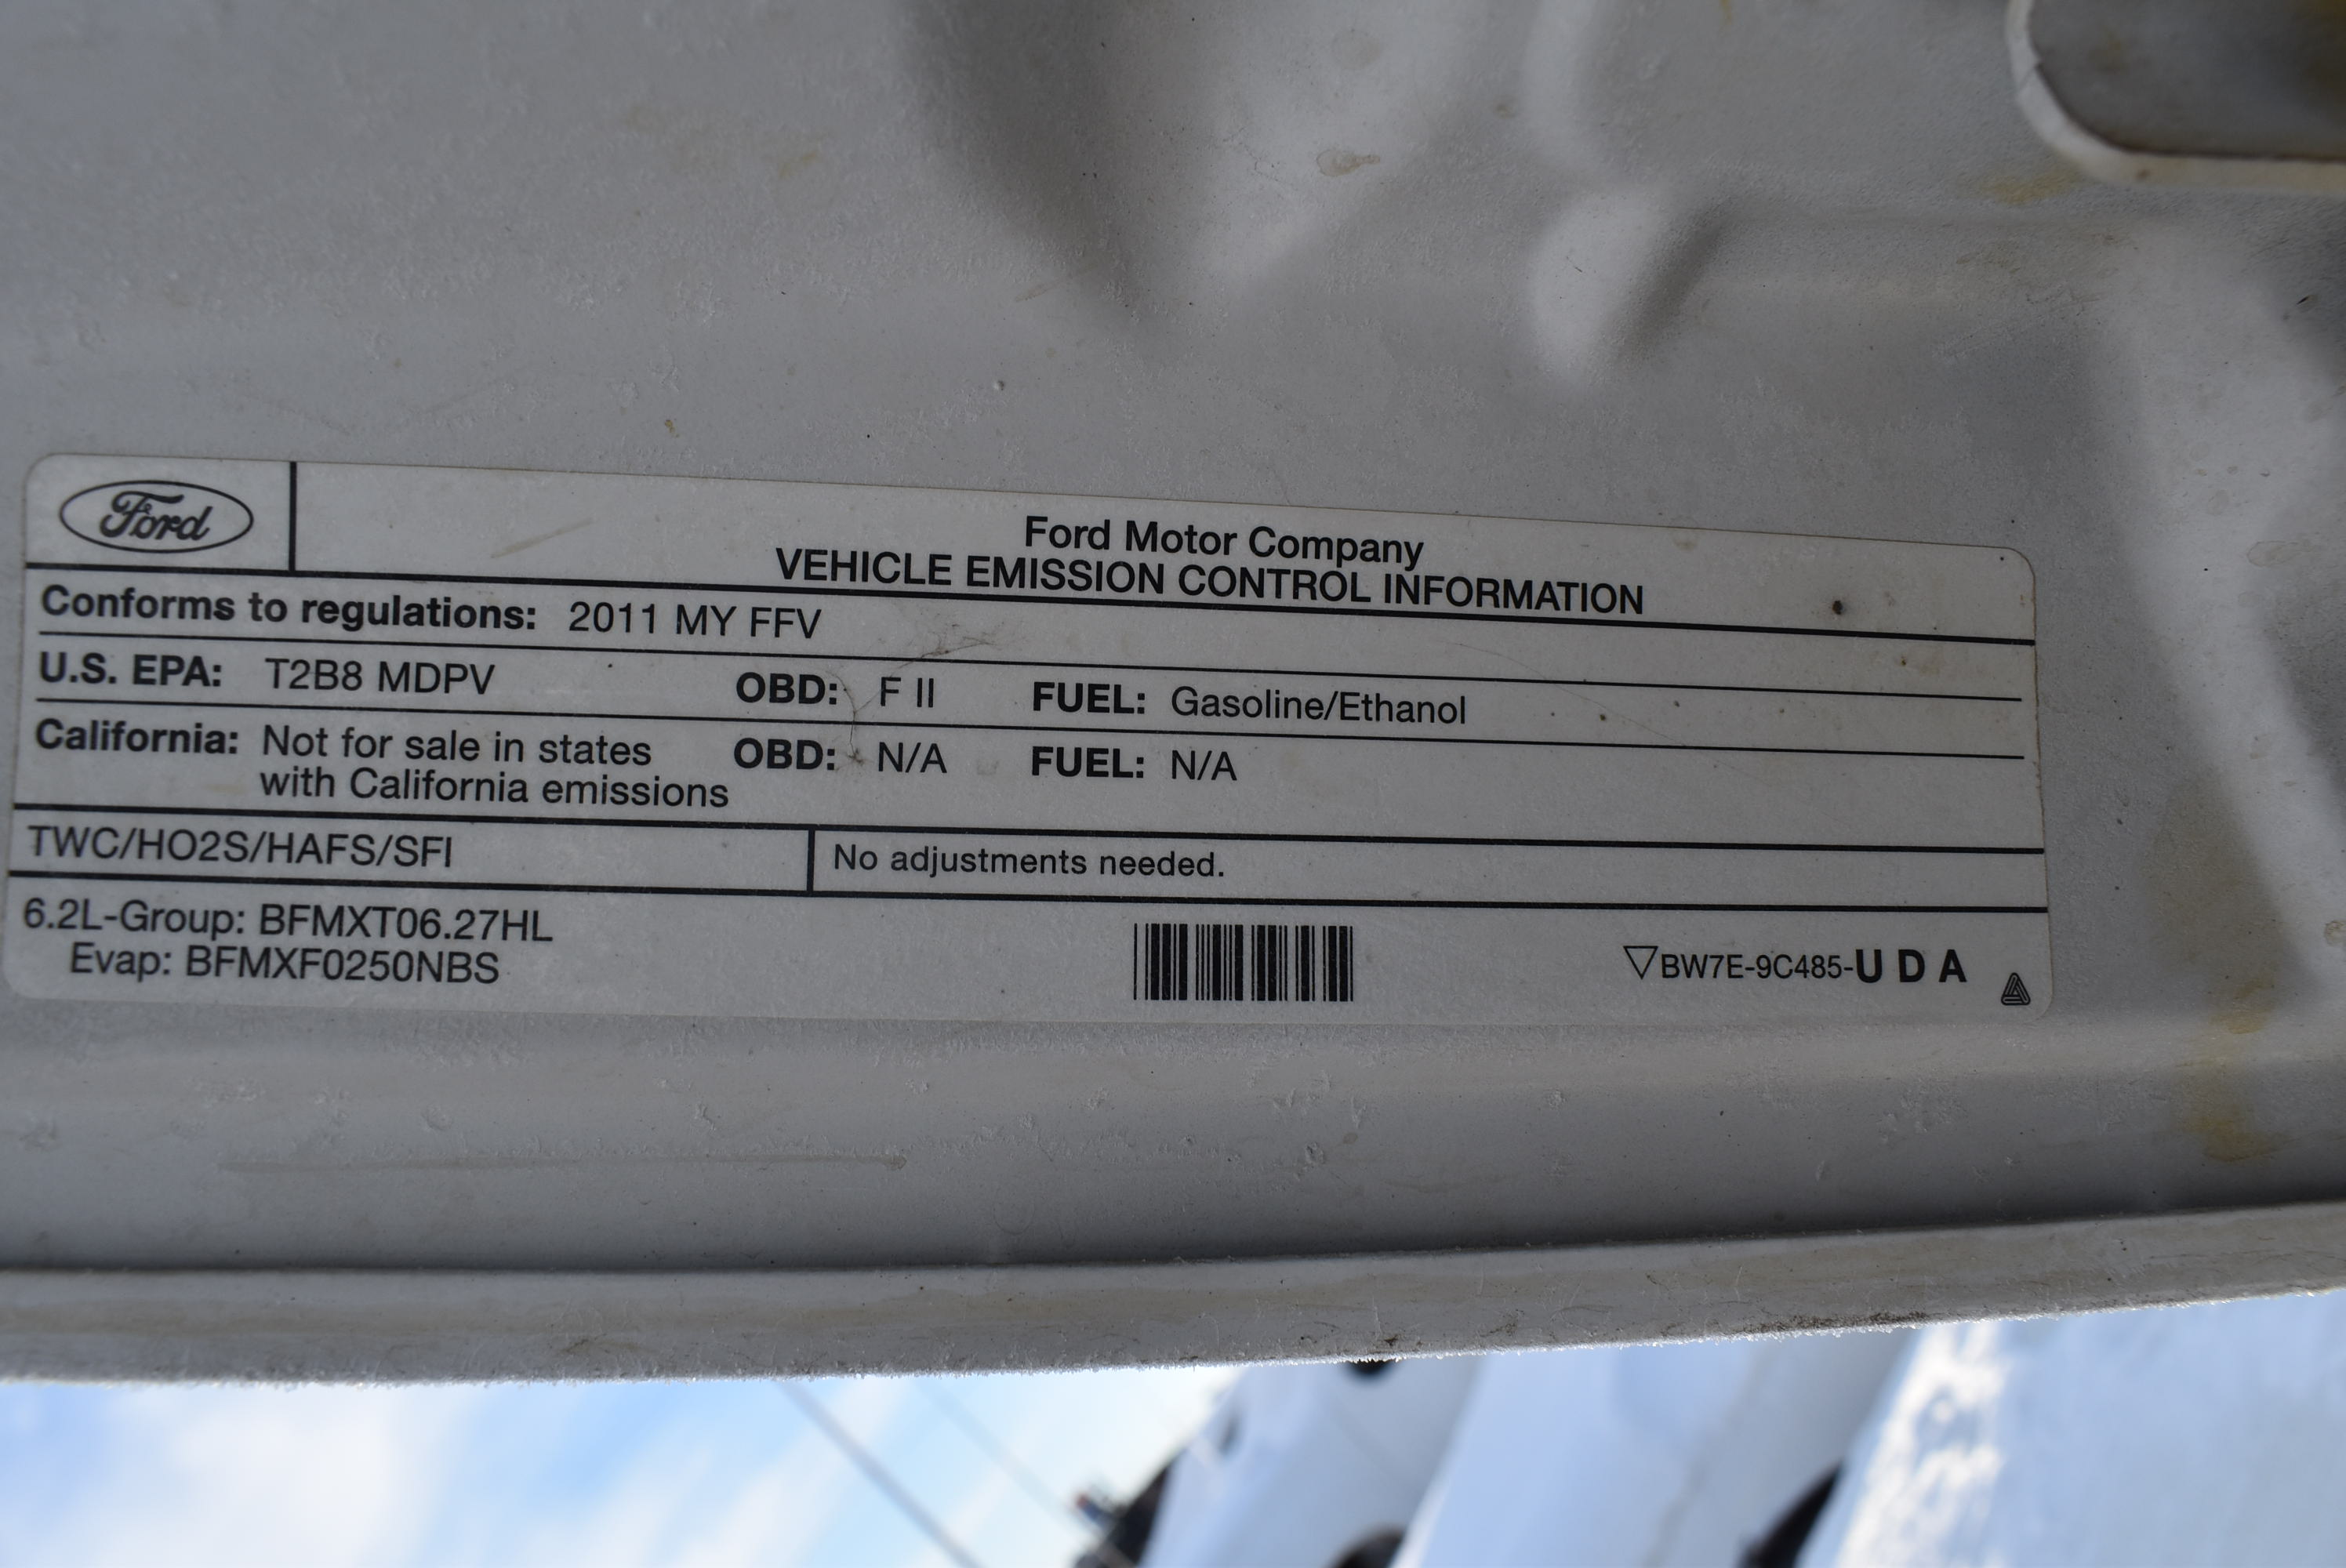 Ford
Ford Motor Company
VEHICLE EMISSION CONTROL INFORMATION
Conforms to regulations: 2011 MY FFV
U.S. EPA: T2B8 MDPV OBD: F II FUEL: Gasoline/Ethanol
California: Not for sale in states OBD: N/A FUEL: N/A
with California emissions
TWC/HO2S/HAFS/SFI No adjustments needed.
6.2L-Group: BFMXT06.27HL
Evap: BFMXF0250NBS
▽BW7E-9C485-U D A